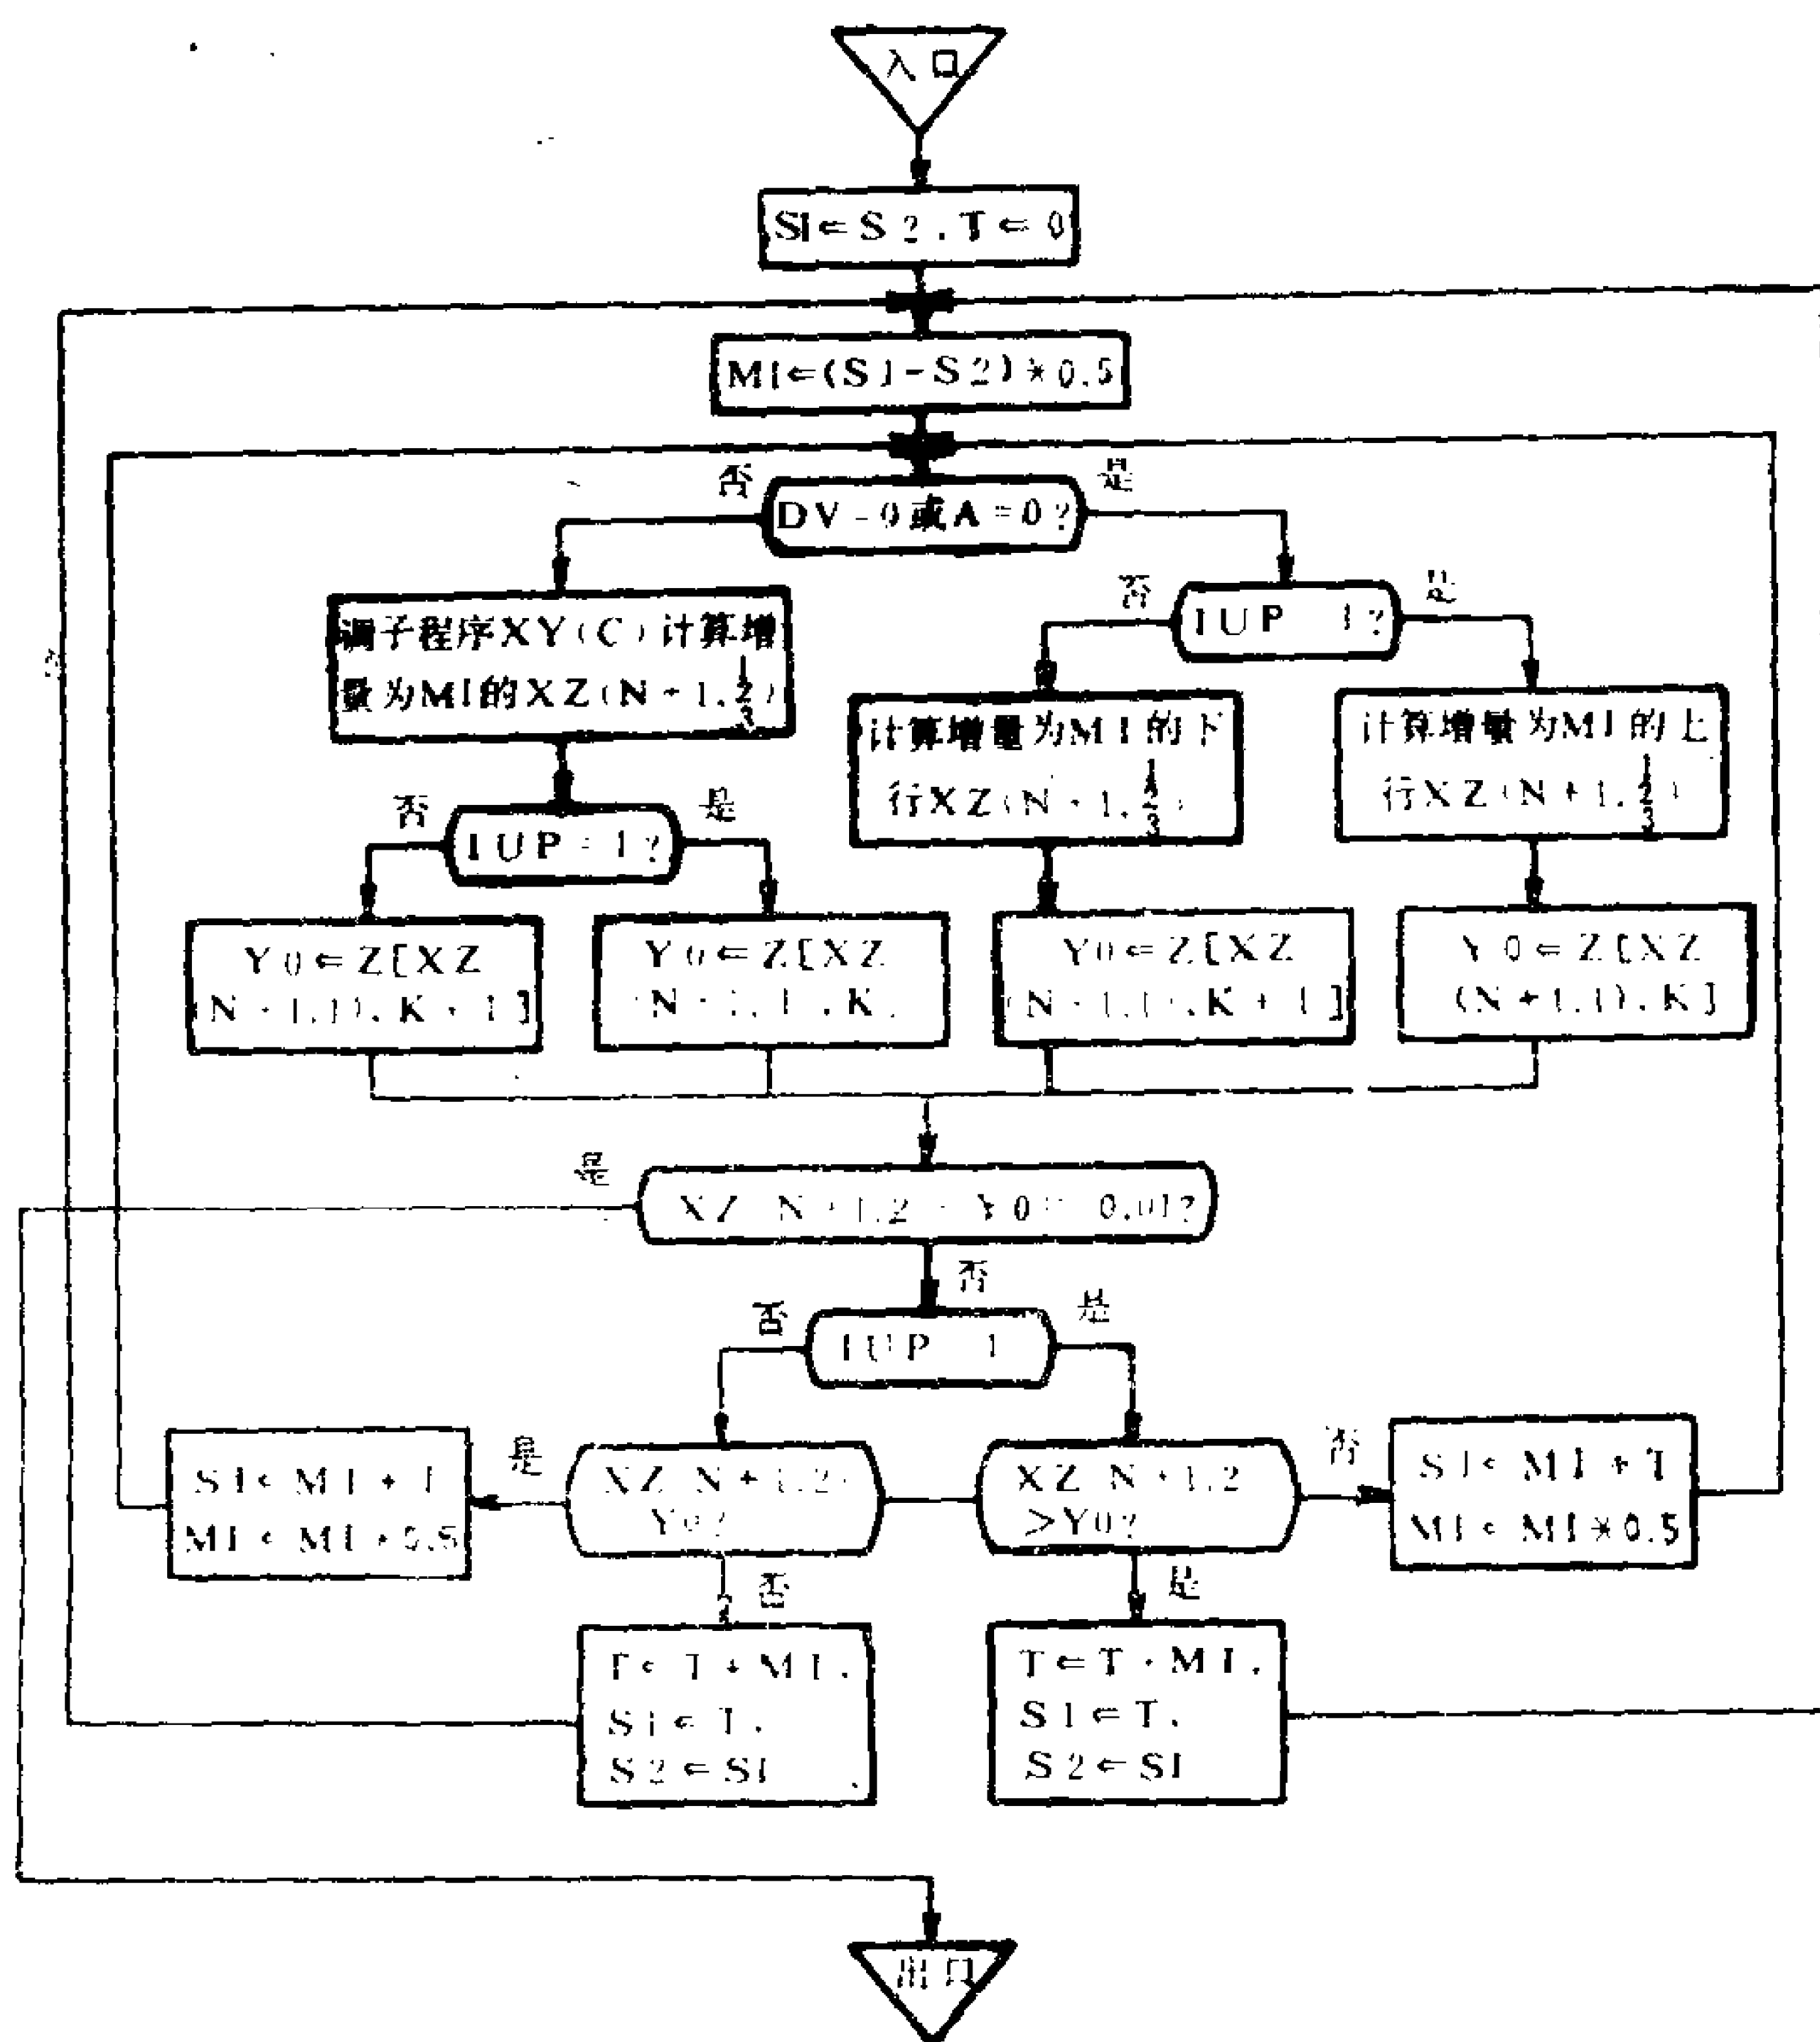 入口
SI⇐S2.T⇐0
MI⇐(SI-S2)*0.5
否
是
DV-0或A=0?
否
IUP 1?
是
调子程序XY(C)计算增
量为MI的XZ(N+1.1/2/3)
计算增量为MI的下
行XZ(N+1./2/3)
计算增量为MI的上
行XZ(N+1.1/2/3)
否
是
IUP=1?
Y0⇐Z[XZ
(N+1.1).K+1]
Y0⇐Z[XZ
N 1.1 .K
Y0⇐Z[XZ
(N+1.1).K+1]
Y0⇐Z[XZ
(N+1.1).K]
是
XZ N+1.2 - Y0 0.01?
否
否
是
IUP 1
是
XZ N+1.2
Y0?
XZ N+1.2
>Y0?
否
SI⇐MI+T
MI⇐MI*0.5
SI⇐MI+T
MI⇐MI*0.5
否
是
T⇐T+MI.
SI⇐T.
S2⇐SI
T⇐T+MI.
SI⇐T.
S2⇐SI
出口